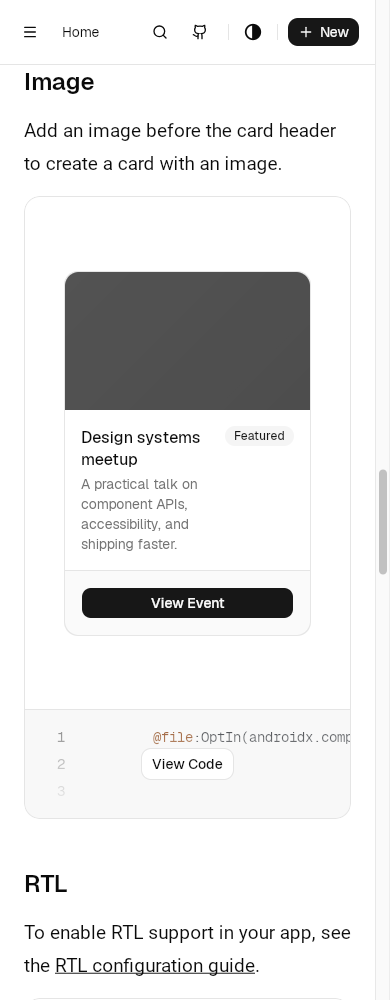 Home
New
Image
Add an image before the card header
to create a card with an image.
Design systems
meetup
Featured
A practical talk on
component APIs,
accessibility, and
shipping faster.
View Event
1 @file:OptIn(androidx.comp
2
View Code
3
RTL
To enable RTL support in your app, see
the RTL configuration guide.